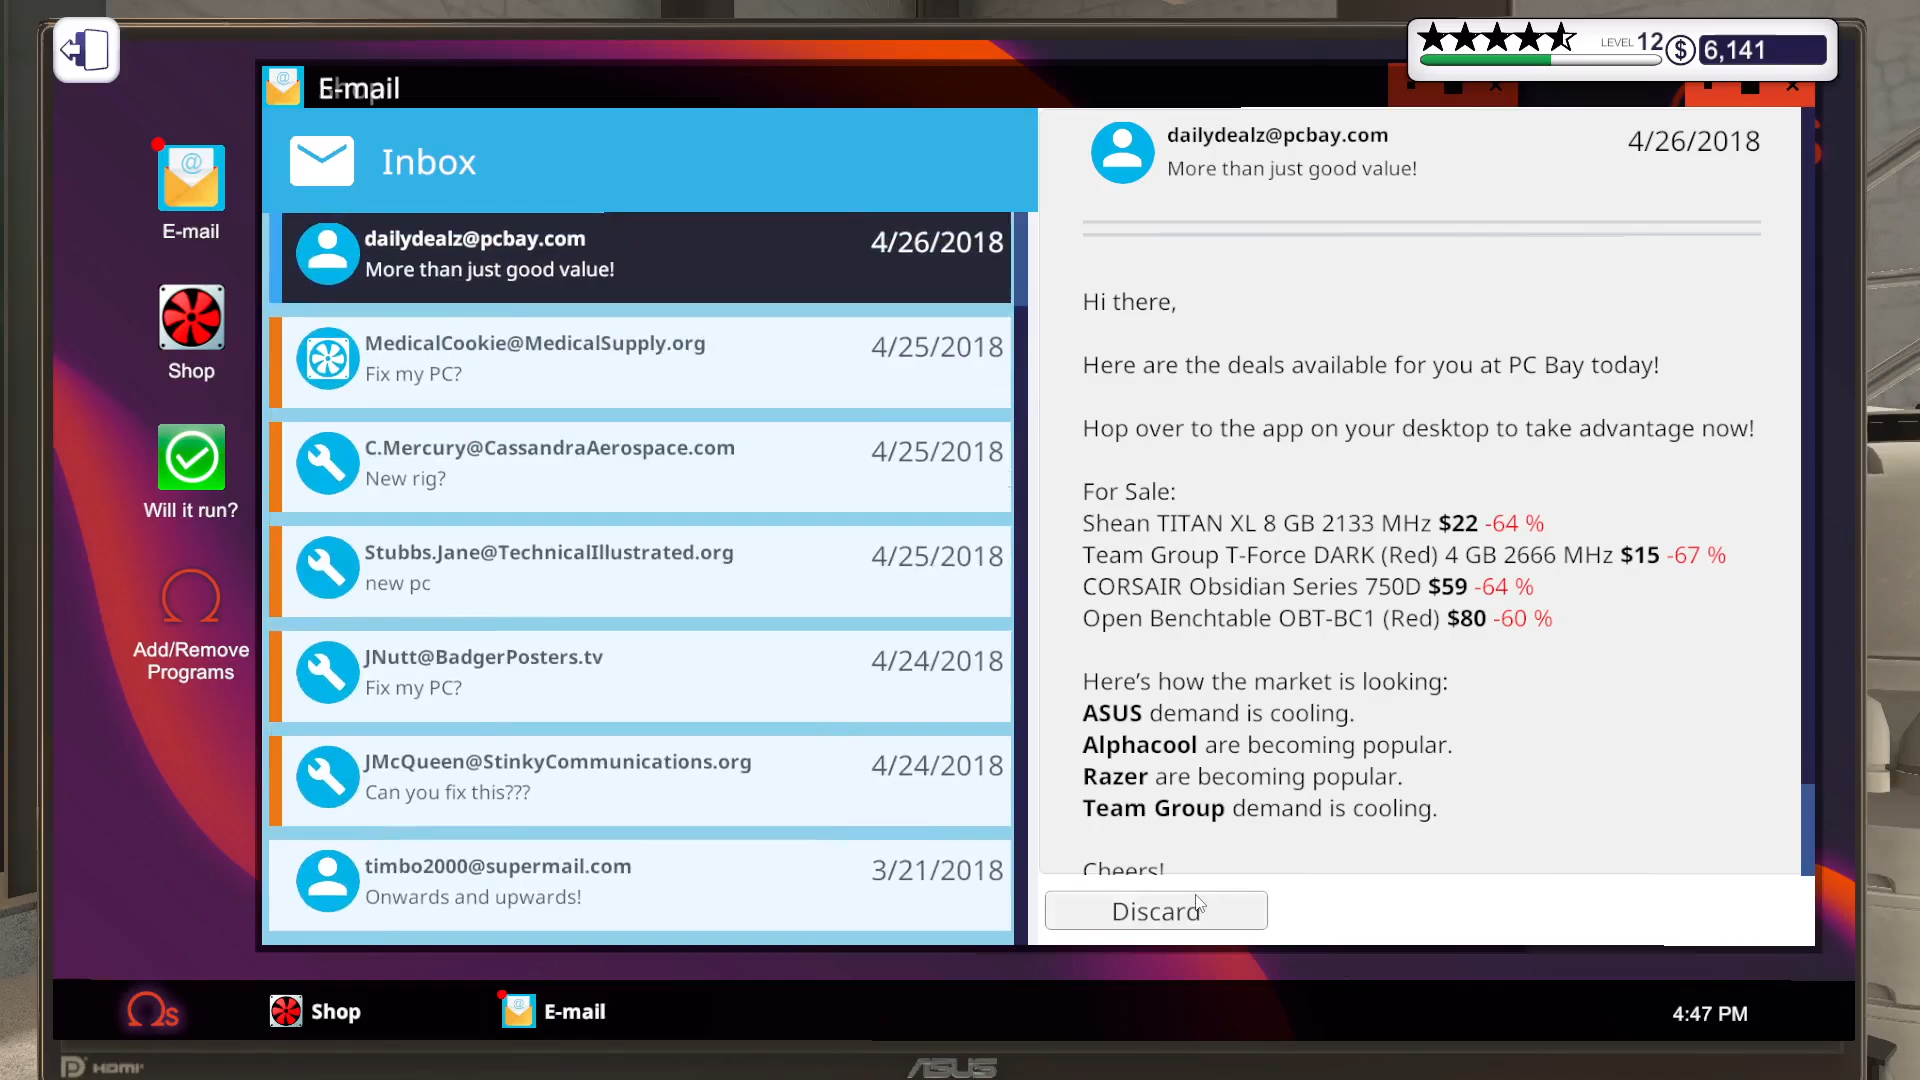 LEVEL 12
$ 6,141
E-mail
E-mail
Shop
Will it run?
Add/Remove
Programs
Inbox
dailydealz@pcbay.com
4/26/2018
More than just good value!
MedicalCookie@MedicalSupply.org
4/25/2018
Fix my PC?
C.Mercury@CassandraAerospace.com
4/25/2018
New rig?
Stubbs.Jane@TechnicalIllustrated.org
4/25/2018
new pc
JNutt@BadgerPosters.tv
4/24/2018
Fix my PC?
JMcQueen@StinkyCommunications.org
4/24/2018
Can you fix this???
timbo2000@supermail.com
3/21/2018
Onwards and upwards!
dailydealz@pcbay.com
4/26/2018
More than just good value!
Hi there,
Here are the deals available for you at PC Bay today!
Hop over to the app on your desktop to take advantage now!
For Sale:
Shean TITAN XL 8 GB 2133 MHz $22 -64 %
Team Group T-Force DARK (Red) 4 GB 2666 MHz $15 -67 %
CORSAIR Obsidian Series 750D $59 -64 %
Open Benchtable OBT-BC1 (Red) $80 -60 %
Here's how the market is looking:
ASUS demand is cooling.
Alphacool are becoming popular.
Razer are becoming popular.
Team Group demand is cooling.
Cheers!
Discard
Ωs
Shop
E-mail
4:47 PM
HDMI
ASUS